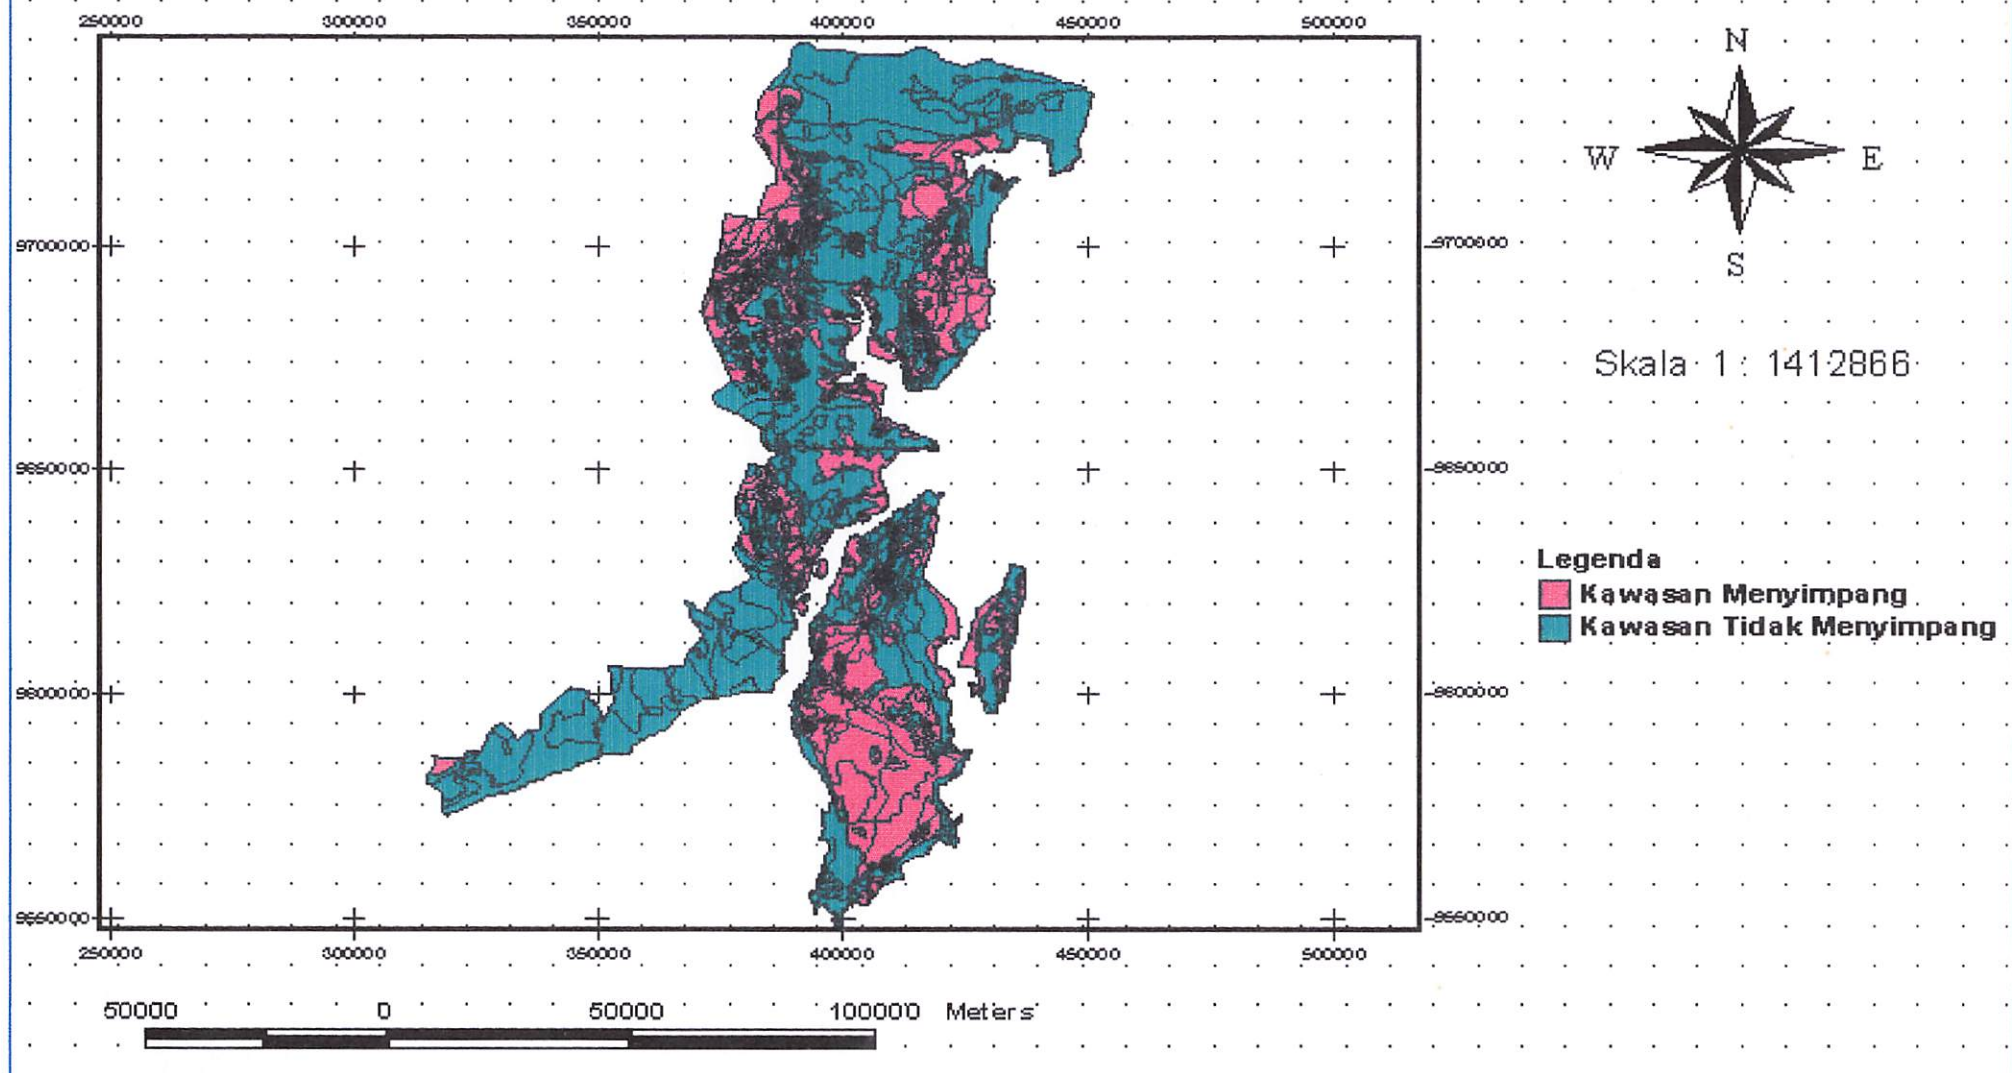 250000 300000 350000 400000 450000 500000
N
W E
9700000 9700000
S
Skala 1 : 1412866
9650000 9650000
Legenda
Kawasan Menyimpang
Kawasan Tidak Menyimpang
9600000 9600000
9550000 9550000
250000 300000 350000 400000 450000 500000
50000 0 50000 100000 Meters